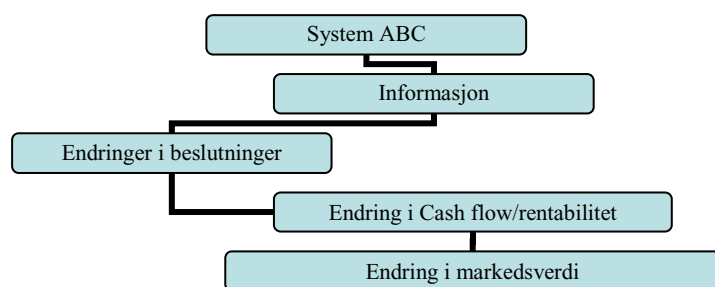 System ABC
Informasjon
Endringer i beslutninger
Endring i Cash flow/rentabilitet
Endring i markedsverdi